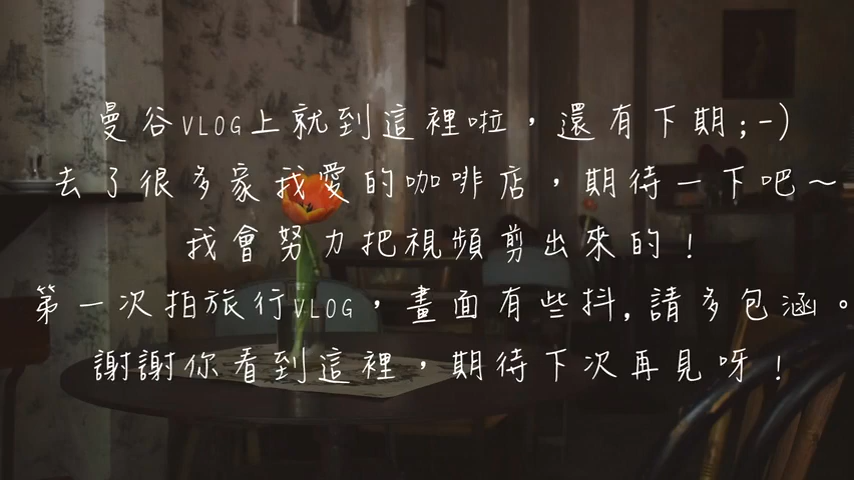 曼谷VLOG上就到這裡啦，還有下期;-)
去了很多家我愛的咖啡店，期待一下吧～
我會努力把視頻剪出來的！
第一次拍旅行VLOG，畫面有些抖,請多包涵。
謝謝你看到這裡，期待下次再見呀！